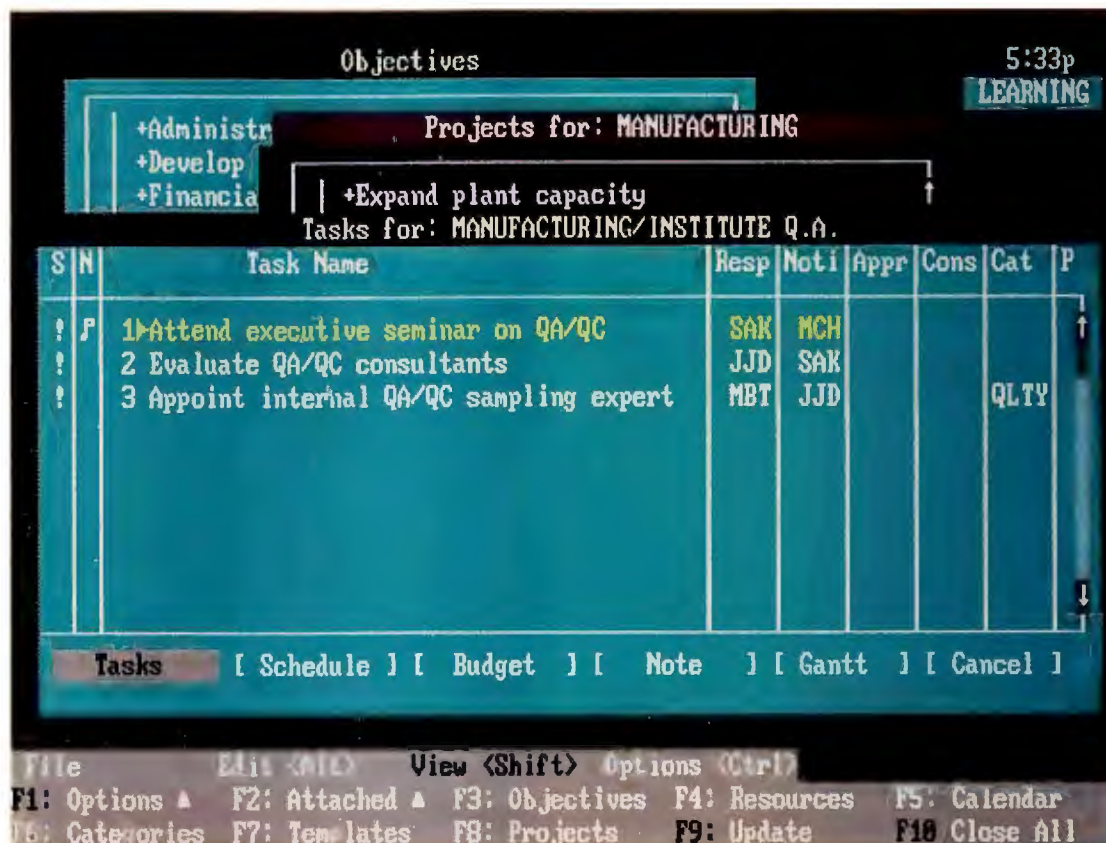 Objectives 5:33p
LEARNING
+Administr Projects for: MANUFACTURING
+Develop
+Financia +Expand plant capacity ↑
Tasks for: MANUFACTURING/INSTITUTE Q.A.
S N Task Name Resp Noti Appr Cons Cat P
! ♪ 1►Attend executive seminar on QA/QC SAK MCH ↑
! 2 Evaluate QA/QC consultants JJD SAK
! 3 Appoint internal QA/QC sampling expert MBT JJD QLTY
↓
Tasks [ Schedule ] [ Budget ] [ Note ] [ Gantt ] [ Cancel ]
File Edit <Alt> View <Shift> Options <Ctrl>
F1: Options ▲ F2: Attached ▲ F3: Objectives F4: Resources F5: Calendar
F6: Categories F7: Templates F8: Projects F9: Update F10 Close All